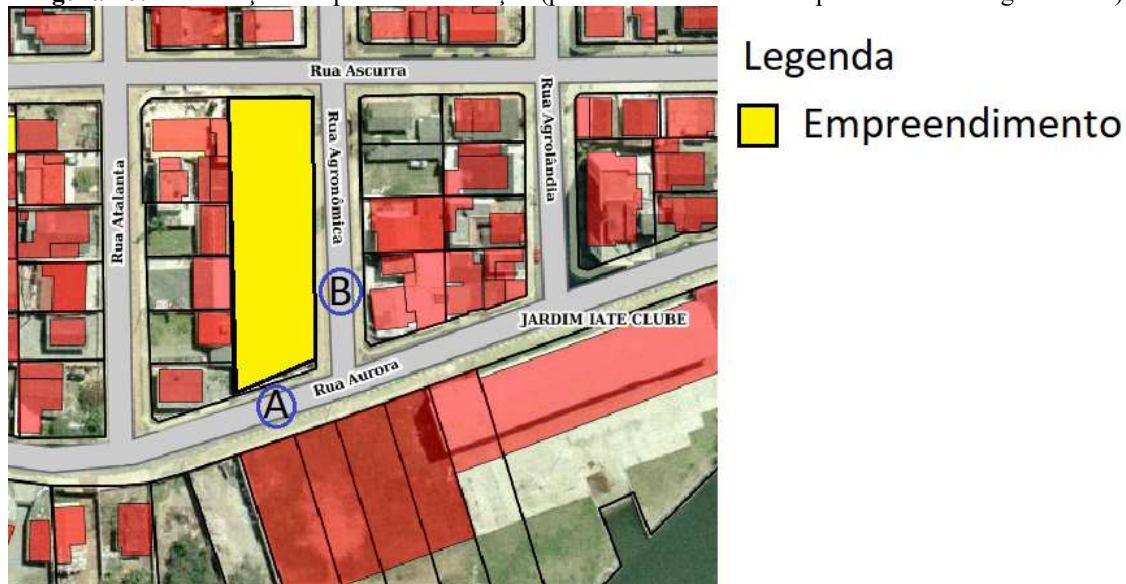 Rua Ascurra
Legenda
Empreendimento
Rua Atalanta
Rua Agronômica
Rua Agrolândia
B
JARDIM IATE CLUBE
Rua Aurora
A